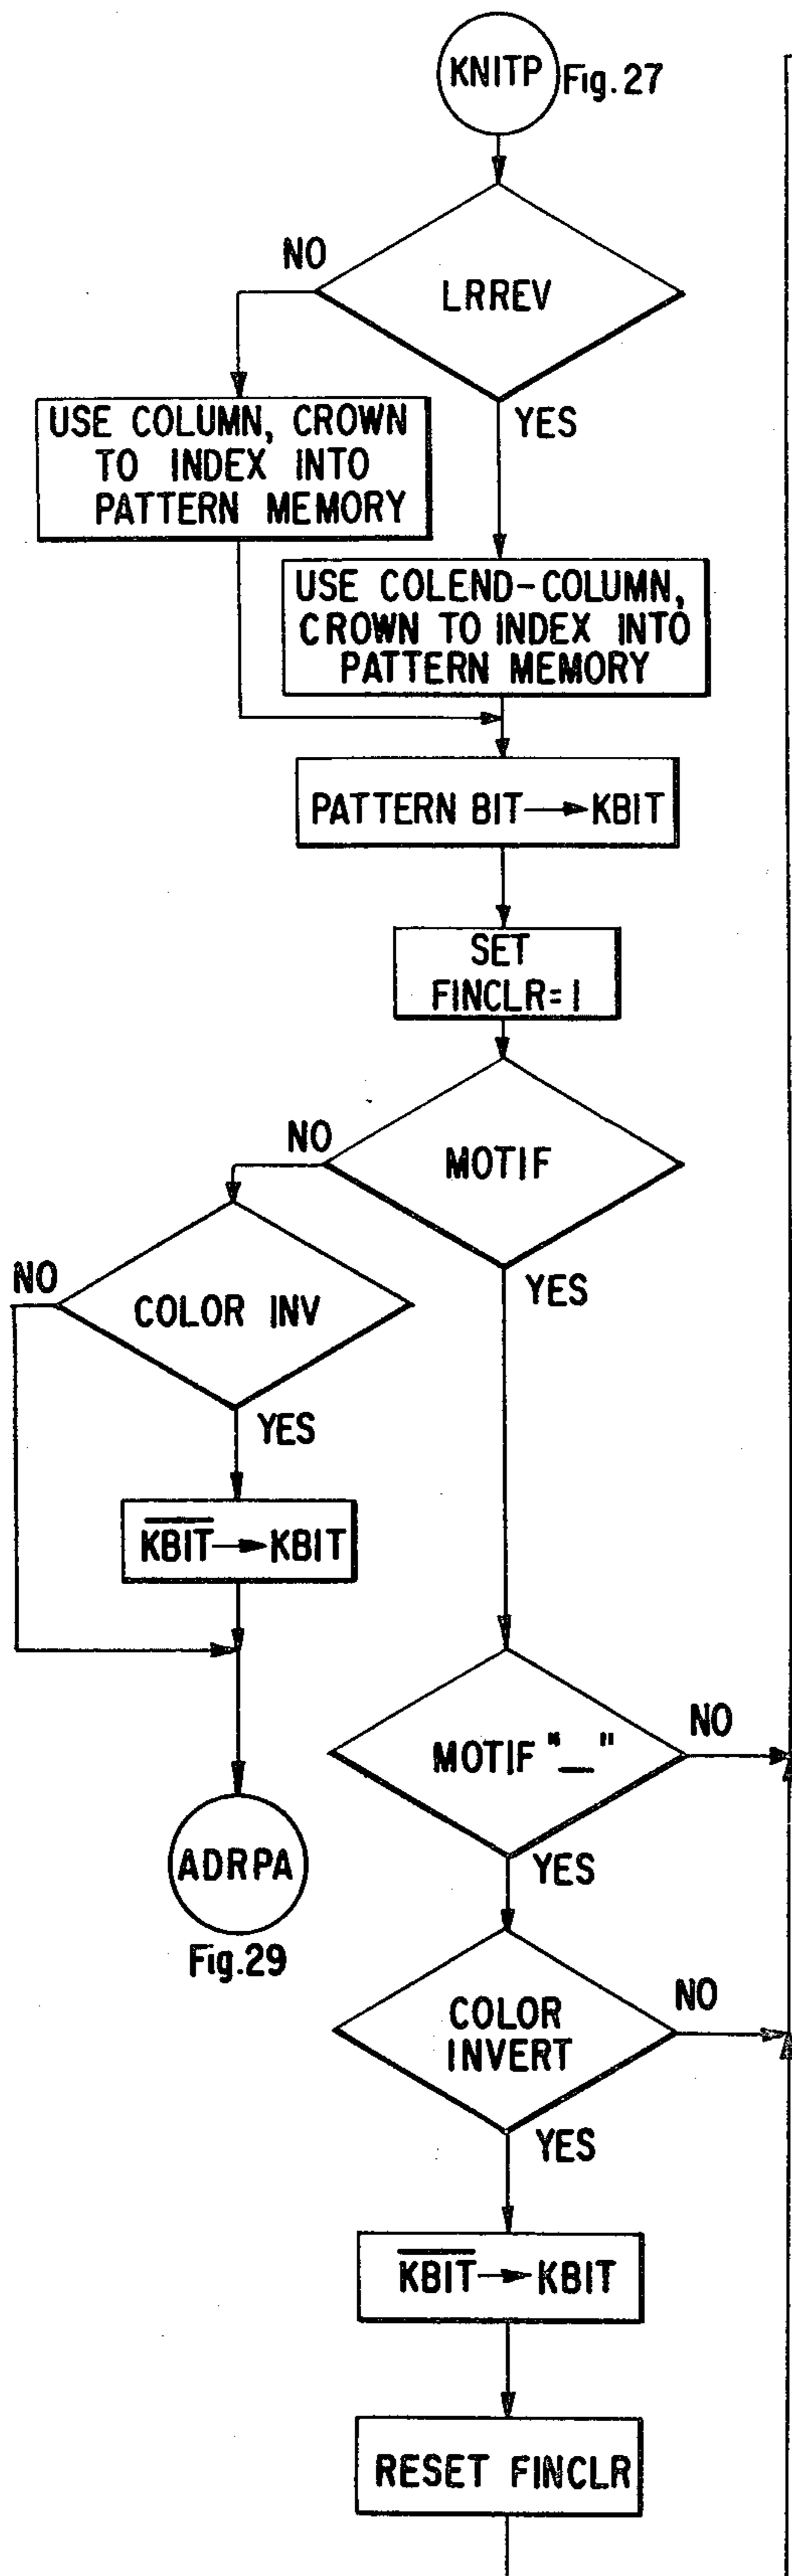 KNITP Fig. 27
LRREV
NO
YES
USE COLUMN, CROWN
TO INDEX INTO
PATTERN MEMORY
USE COLEND-COLUMN,
CROWN TO INDEX INTO
PATTERN MEMORY
PATTERN BIT → KBIT
SET
FINCLR=1
MOTIF
NO
YES
COLOR INV
NO
YES
K̅B̅I̅T̅ → KBIT
ADRPA
Fig.29
MOTIF "_"
NO
YES
COLOR
INVERT
NO
YES
K̅B̅I̅T̅ → KBIT
RESET FINCLR